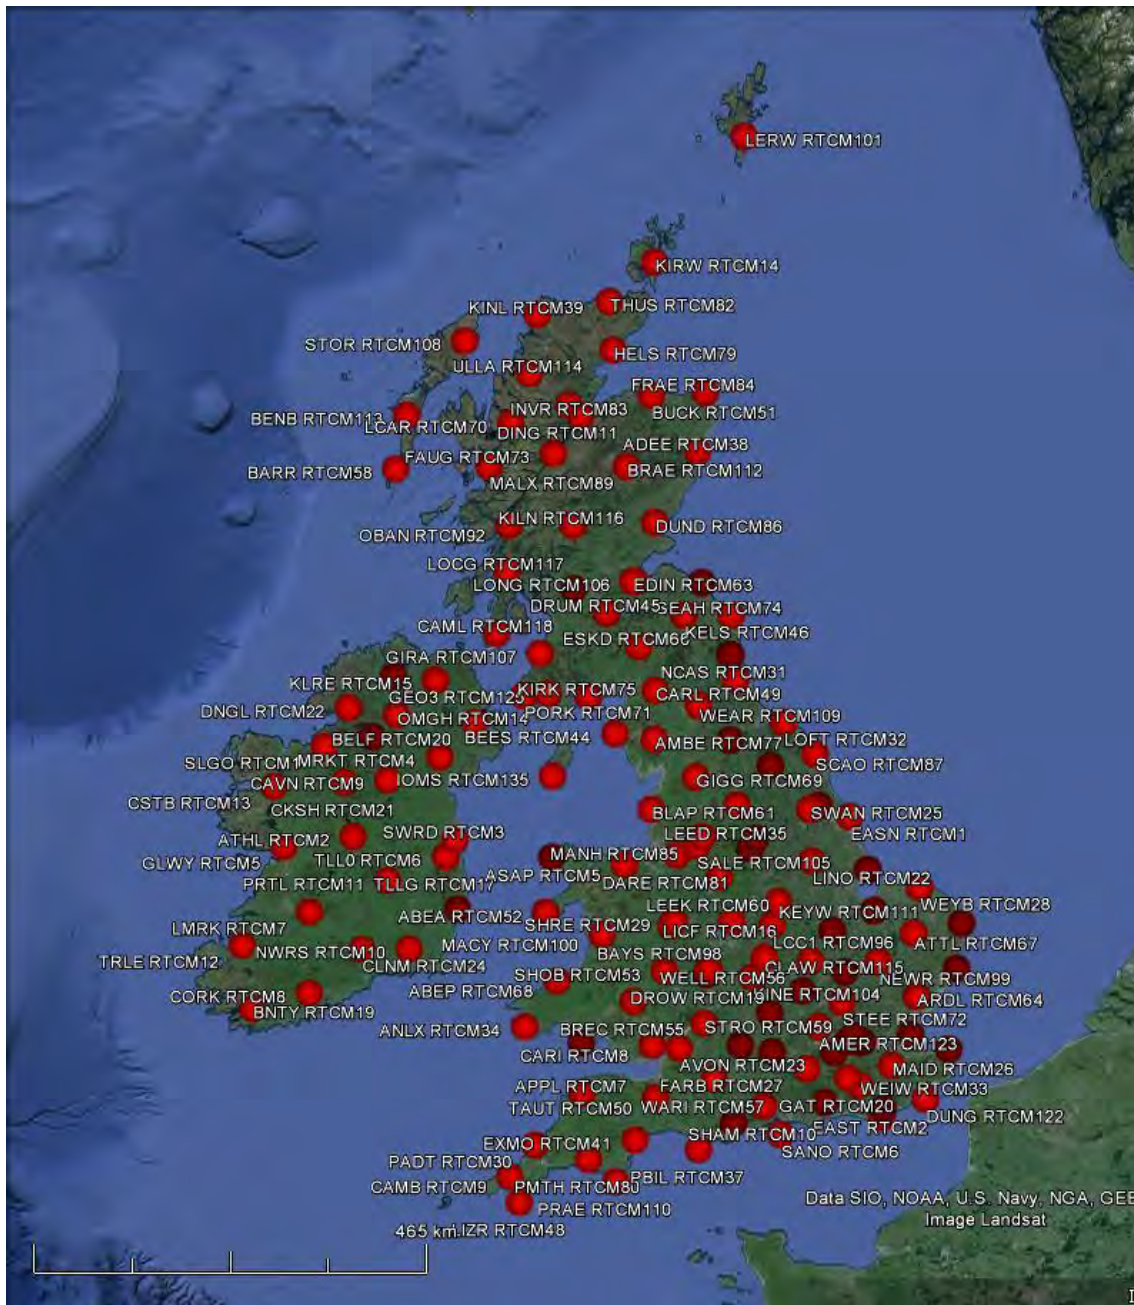 LERW RTCM101
KIRW RTCM14
KINL RTCM39
THUS RTCM82
STOR RTCM108
HELS RTCM79
ULLA RTCM114
FRAE RTCM84
INVR RTCM83
BUCK RTCM51
BENB RTCM113
LCAR RTCM70
DING RTCM11
ADEE RTCM38
FAUG RTCM73
BRAE RTCM112
BARR RTCM58
MALX RTCM89
KILN RTCM116
DUND RTCM86
OBAN RTCM92
LOCG RTCM117
LONG RTCM106
EDIN RTCM63
DRUM RTCM45
SEAH RTCM74
CAML RTCM118
KELS RTCM46
ESKD RTCM66
GIRA RTCM107
NCAS RTCM31
KLRE RTCM15
KIRK RTCM75
CARL RTCM49
GEO3 RTCM125
DNGL RTCM22
OMGH RTCM14
PORK RTCM71
WEAR RTCM109
BELF RTCM20
BEES RTCM44
AMBE RTCM77
LOFT RTCM32
SLGO RTCM1
MRKT RTCM4
SCAO RTCM87
CAVN RTCM9
IOMS RTCM135
GIGG RTCM69
CSTB RTCM13
CKSH RTCM21
BLAP RTCM61
SWAN RTCM25
ATHL RTCM2
SWRD RTCM3
LEED RTCM35
EASN RTCM1
GLWY RTCM5
TLL0 RTCM6
MANH RTCM85
SALE RTCM105
ASAP RTCM5
PRTL RTCM11
TLLG RTCM17
DARE RTCM81
LINO RTCM22
ABEA RTCM52
LEEK RTCM60
KEYW RTCM111
WEYB RTCM28
LMRK RTCM7
SHRE RTCM29
LICF RTCM16
NWRS RTCM10
MACY RTCM100
LCC1 RTCM96
ATTL RTCM67
TRLE RTCM12
CLNM RTCM24
BAYS RTCM98
CLAW RTCM115
SHOB RTCM53
WELL RTCM56
NEWR RTCM99
CORK RTCM8
ABEP RTCM68
DROW RTCM19
KINE RTCM104
ARDL RTCM64
BNTY RTCM19
STEE RTCM72
ANLX RTCM34
BREC RTCM55
STRO RTCM59
AMER RTCM123
CARI RTCM8
AVON RTCM23
MAID RTCM26
APPL RTCM7
FARB RTCM27
WEIW RTCM33
TAUT RTCM50
WARI RTCM57
GAT RTCM20
DUNG RTCM122
EAST RTCM2
EXMO RTCM41
SHAM RTCM10
SANO RTCM6
PADT RTCM30
PBIL RTCM37
CAMB RTCM9
PMTH RTCM80
PRAE RTCM110
Data SIO, NOAA, U.S. Navy, NGA, GEB
Image Landsat
465 km
LIZR RTCM48